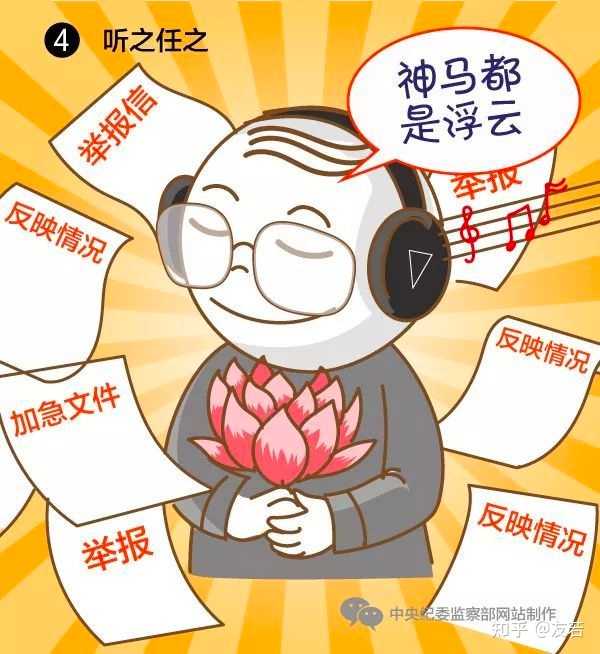 4 听之任之
神马都
是浮云
举报信
举报
反映情况
反映情况
加急文件
举报
反映情况
中央纪委监察部网站制作
知乎 @友若